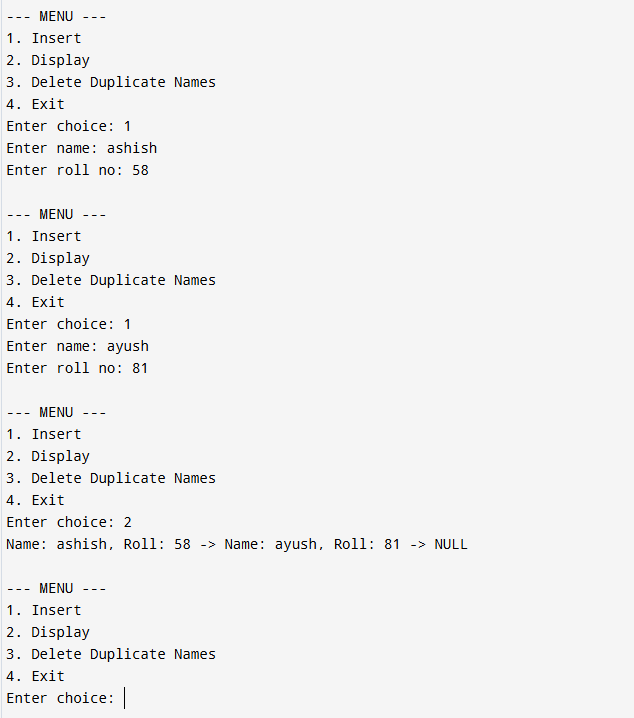 --- MENU ---
1. Insert
2. Display
3. Delete Duplicate Names
4. Exit
Enter choice: 1
Enter name: ashish
Enter roll no: 58

--- MENU ---
1. Insert
2. Display
3. Delete Duplicate Names
4. Exit
Enter choice: 1
Enter name: ayush
Enter roll no: 81

--- MENU ---
1. Insert
2. Display
3. Delete Duplicate Names
4. Exit
Enter choice: 2
Name: ashish, Roll: 58 -> Name: ayush, Roll: 81 -> NULL

--- MENU ---
1. Insert
2. Display
3. Delete Duplicate Names
4. Exit
Enter choice: